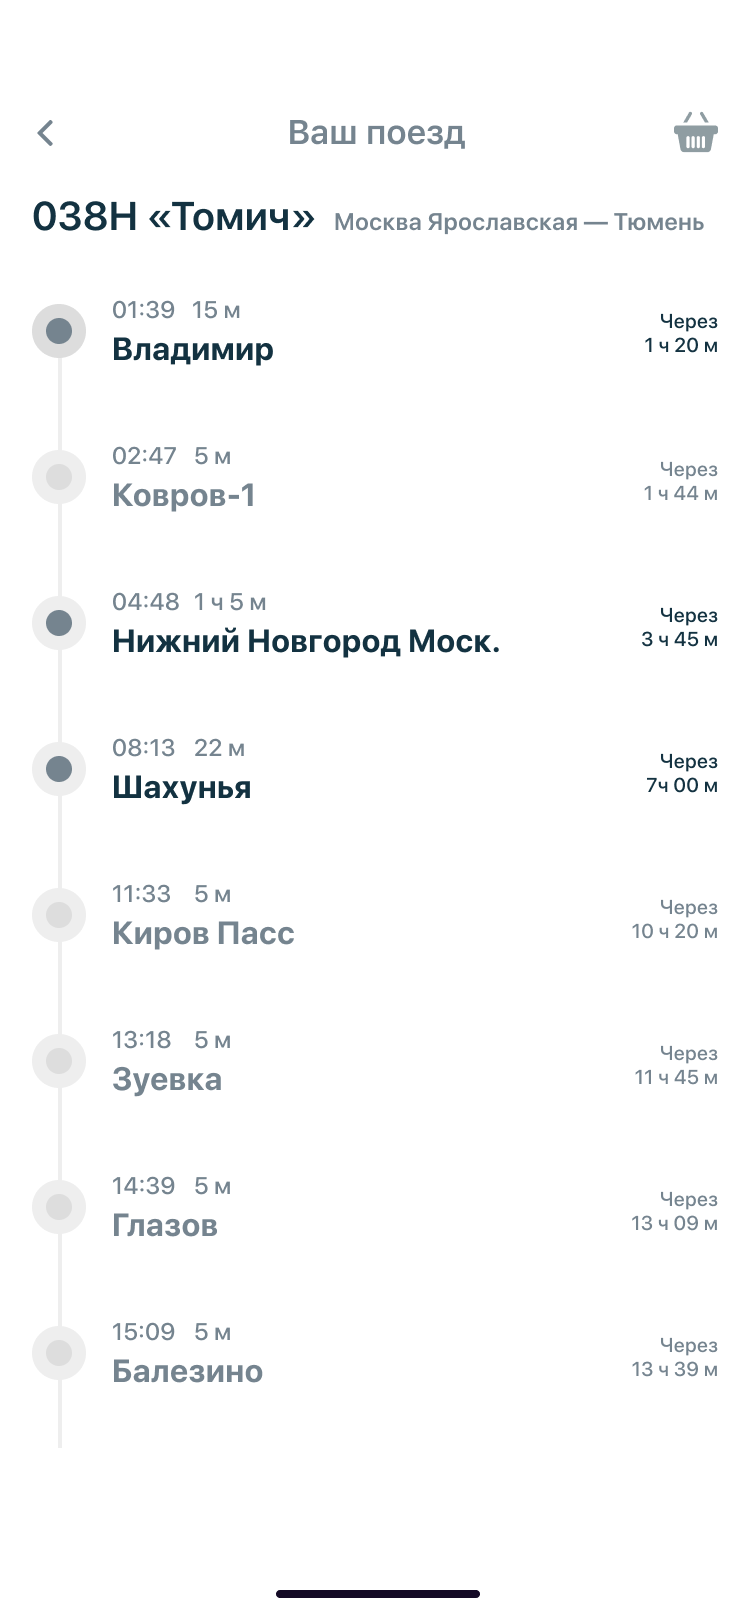 Ваш поезд
038Н «Томич» Москва Ярославская — Тюмень
01:39 15 м
Владимир
Через
1 ч 20 м
02:47 5 м
Ковров-1
Через
1 ч 44 м
04:48 1 ч 5 м
Нижний Новгород Моск.
Через
3 ч 45 м
08:13 22 м
Шахунья
Через
7ч 00 м
11:33 5 м
Киров Пасс
Через
10 ч 20 м
13:18 5 м
Зуевка
Через
11 ч 45 м
14:39 5 м
Глазов
Через
13 ч 09 м
15:09 5 м
Балезино
Через
13 ч 39 м